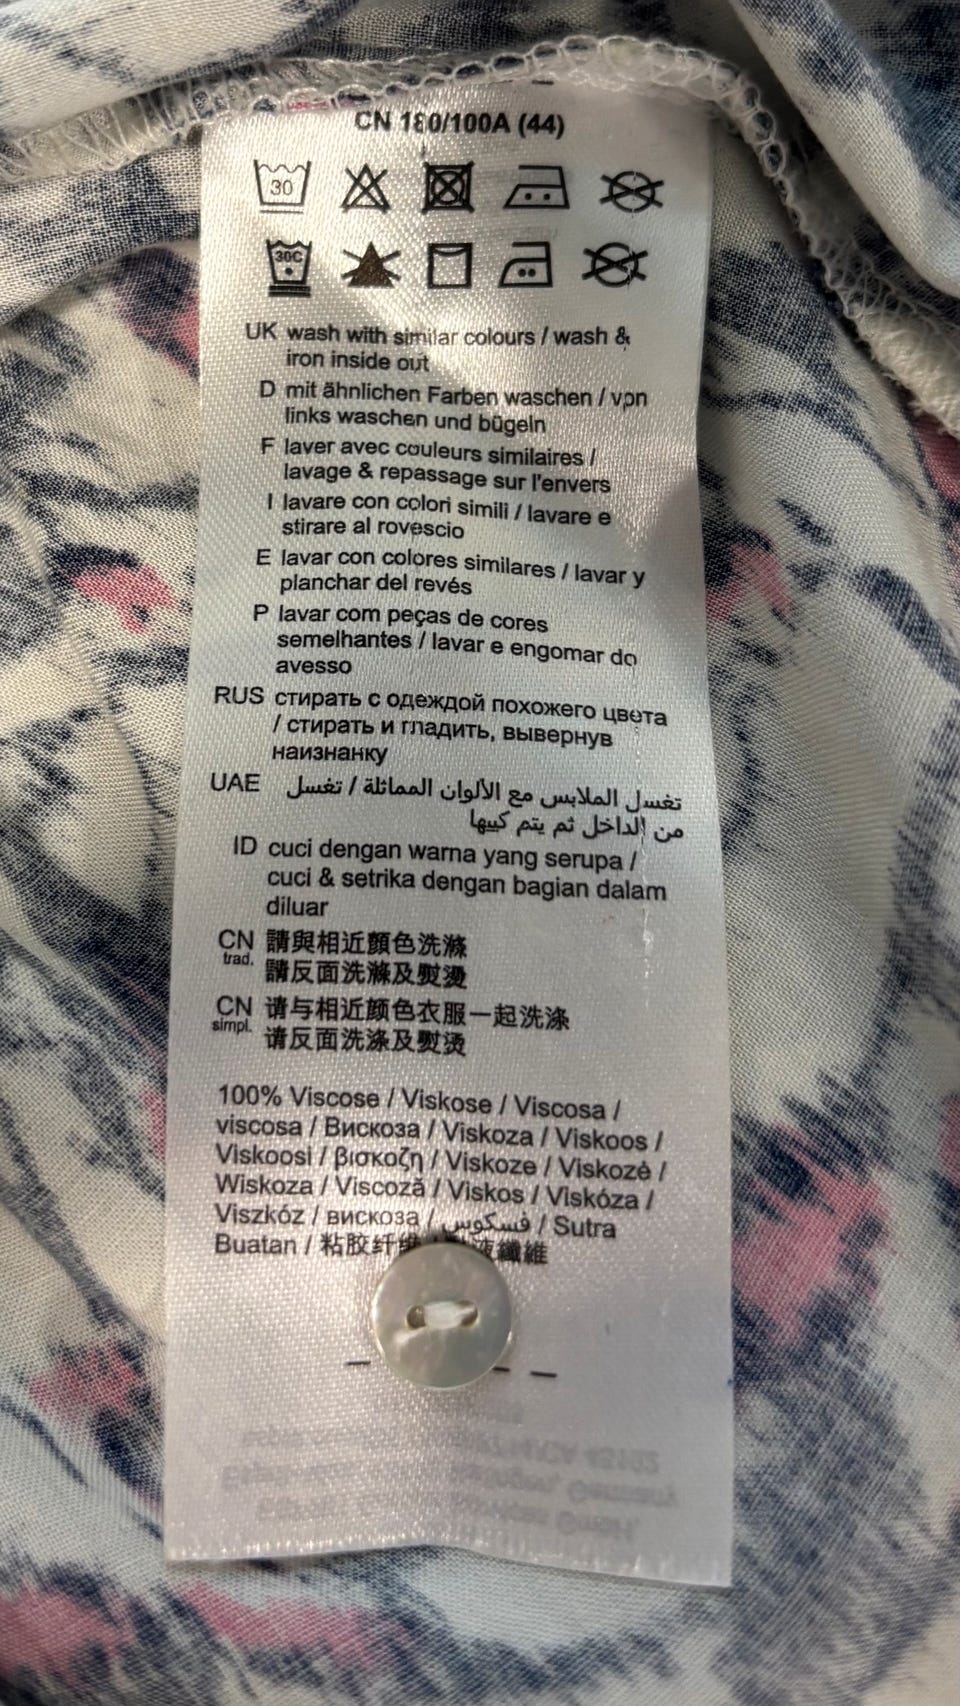 CN 180/100A (44)
30
30C
UK wash with similar colours / wash &
iron inside out
D mit ähnlichen Farben waschen / von
links waschen und bügeln
F laver avec couleurs similaires /
lavage & repassage sur l'envers
I lavare con colori simili / lavare e
stirare al rovescio
E lavar con colores similares / lavar y
planchar del revés
P lavar com peças de cores
semelhantes / lavar e engomar do
avesso
RUS стирать с одеждой похожего цвета
/ стирать и гладить, вывернув
наизнанку
UAE تغسل الملابس مع الألوان المماثلة / تغسل
من الداخل ثم يتم كييها
ID cuci dengan warna yang serupa /
cuci & setrika dengan bagian dalam
diluar
CN trad. 請與相近顏色洗滌
請反面洗滌及熨燙
CN simpl. 请与相近颜色衣服一起洗涤
请反面洗涤及熨烫
100% Viscose / Viskose / Viscosa /
viscosa / Вискоза / Viskoza / Viskoos /
Viskoosi / βισκοζη / Viskoze / Viskozė /
Wiskoza / Viscoză / Viskos / Viskóza /
Viszkóz / вискоза / فسكوس / Sutra
Buatan / 粘胶纤维 / 液纖維